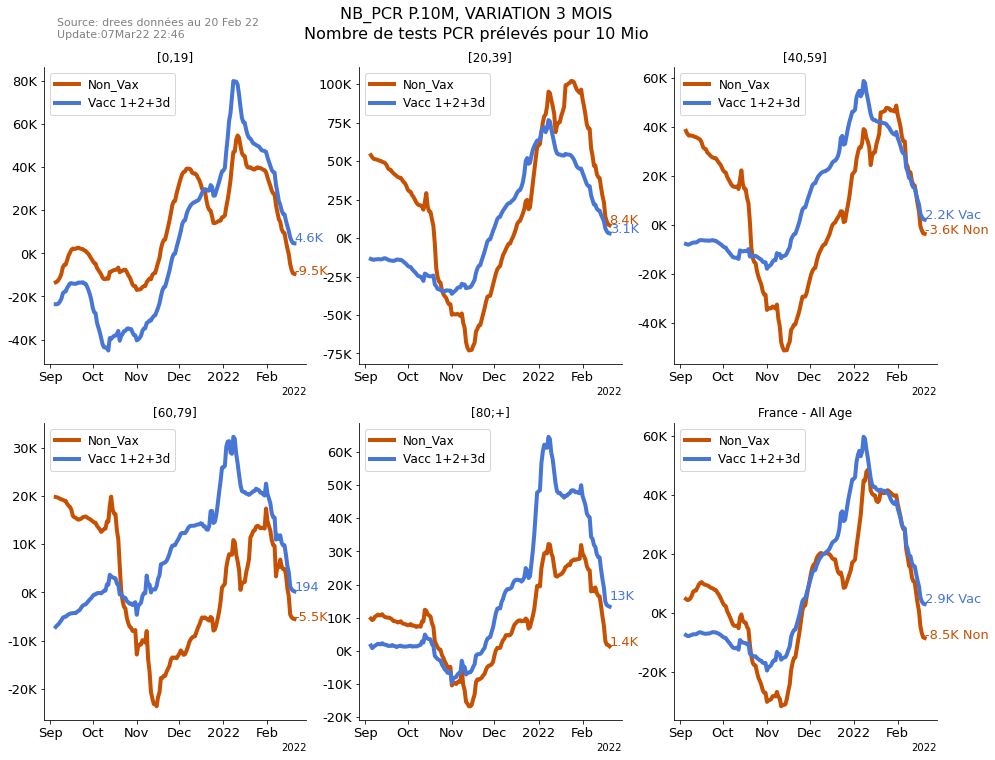 Source: drees données au 20 Feb 22
Update:07Mar22 22:46
NB_PCR P.10M, VARIATION 3 MOIS
Nombre de tests PCR prélevés pour 10 Mio
[0,19]
Non_Vax
Vacc 1+2+3d
80K
60K
40K
20K
0K
-20K
-40K
4.6K
-9.5K
Sep Oct Nov Dec 2022 Feb
2022
[20,39]
Non_Vax
Vacc 1+2+3d
100K
75K
50K
25K
0K
-25K
-50K
-75K
8.4K
3.1K
Sep Oct Nov Dec 2022 Feb
2022
[40,59]
Non_Vax
Vacc 1+2+3d
60K
40K
20K
0K
-20K
-40K
2.2K Vac
-3.6K Non
Sep Oct Nov Dec 2022 Feb
2022
[60,79]
Non_Vax
Vacc 1+2+3d
30K
20K
10K
0K
-10K
-20K
194
-5.5K
Sep Oct Nov Dec 2022 Feb
2022
[80;+]
Non_Vax
Vacc 1+2+3d
60K
50K
40K
30K
20K
10K
0K
-10K
-20K
13K
1.4K
Sep Oct Nov Dec 2022 Feb
2022
France - All Age
Non_Vax
Vacc 1+2+3d
60K
40K
20K
0K
-20K
2.9K Vac
-8.5K Non
Sep Oct Nov Dec 2022 Feb
2022